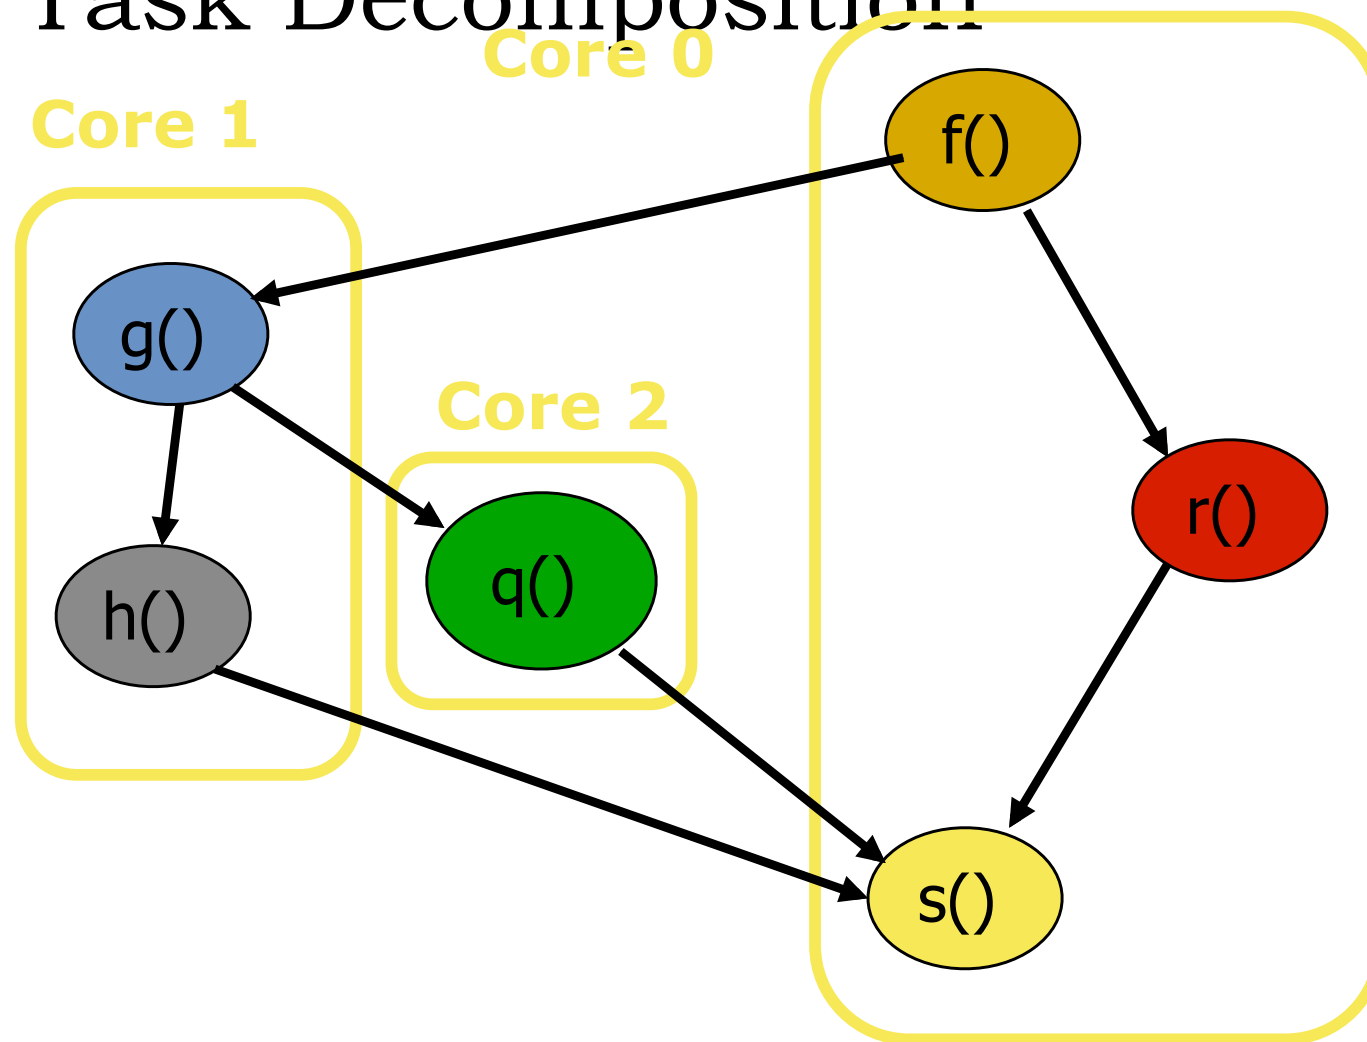 Task Decomposition
Core 0
Core 1
f()
g()
Core 2
r()
q()
h()
s()